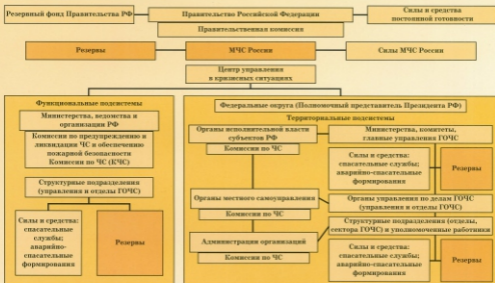 Резервный фонд Правительства РФ
Правительство Российской Федерации
Силы и средства
постоянной готовности
Правительственная комиссия
Резервы
МЧС России
Силы МЧС России
Центр управления
в кризисных ситуациях
Функциональные подсистемы
Министерства, ведомства и
организации РФ
Комиссии по предупреждению и
ликвидации ЧС и обеспечению
пожарной безопасности
Комиссии по ЧС (КЧС)
Структурные подразделения
(управления и отделы ГОЧС)
Силы и средства:
спасательные
службы;
аварийно-
спасательные
формирования
Резервы
Федеральные округа (Полномочный представитель Президента РФ)
Территориальные подсистемы
Органы исполнительной власти
субъектов РФ
Комиссии по ЧС
Министерства, комитеты,
главные управления ГОЧС
Силы и средства:
спасательные службы;
аварийно-спасательные
формирования
Резервы
Органы местного самоуправления
Комиссии по ЧС
Органы управления по делам ГОЧС
(управления и отделы ГОЧС)
Структурные подразделения (отделы,
сектора ГОЧС) и уполномоченные работники
Администрации организаций
Комиссии по ЧС
Силы и средства:
спасательные службы;
аварийно-спасательные
формирования
Резервы